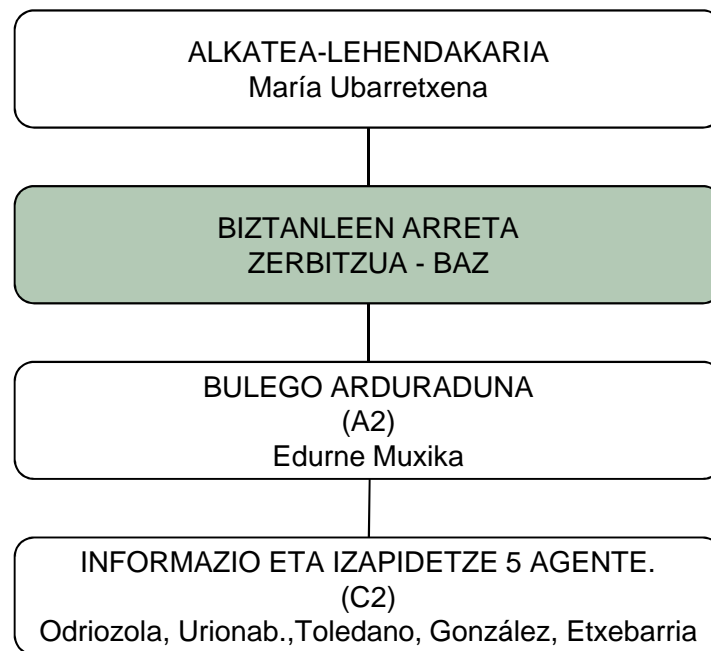 ALKATEA-LEHENDAKARIA
María Ubarretxena
BIZTANLEEN ARRETA
ZERBITZUA - BAZ
BULEGO ARDURADUNA
(A2)
Edurne Muxika
INFORMAZIO ETA IZAPIDETZE 5 AGENTE.
(C2)
Odriozola, Urionab.,Toledano, González, Etxebarria